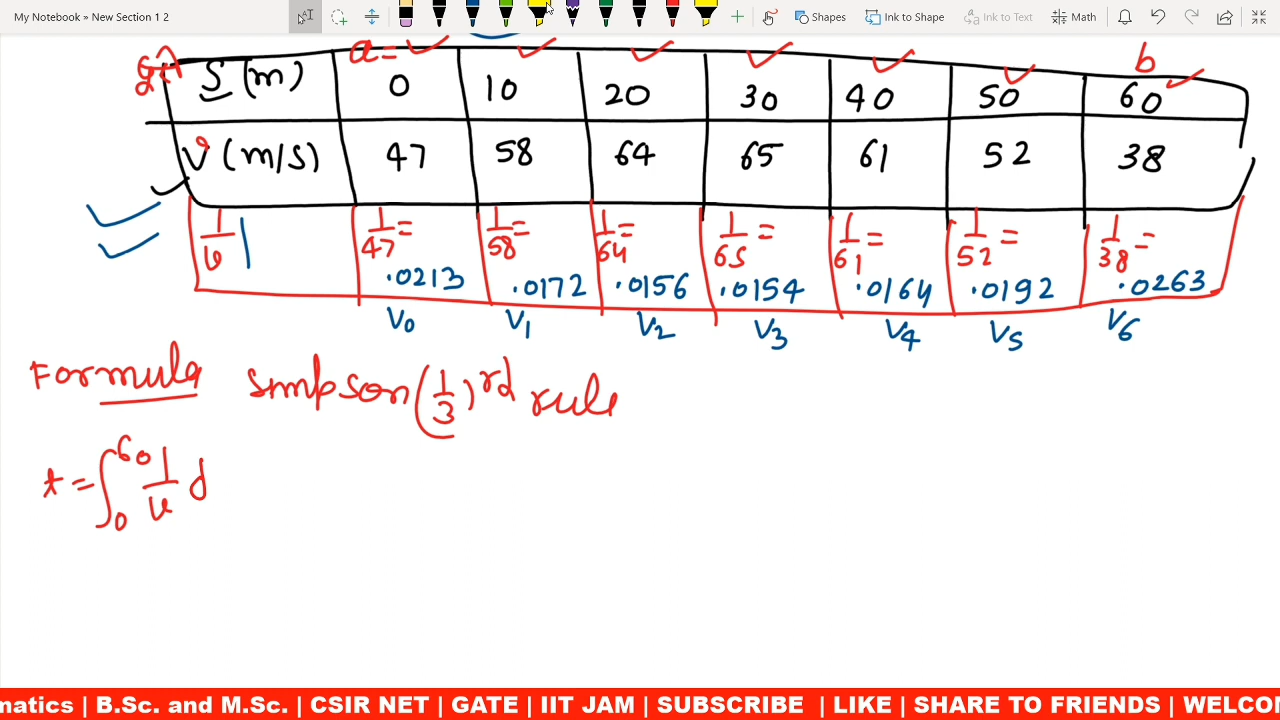 My Notebook » New Section 1 2
Shapes Ink to Shape Ink to Text Math
a= b
S (m) 0 10 20 30 40 50 60
v (m/s) 47 58 64 65 61 52 38
1/v 1/47= 1/58= 1/64= 1/65= 1/61= 1/52= 1/38=
.0213 .0172 .0156 .0154 .0164 .0192 .0263
V0 V1 V2 V3 V4 V5 V6
Formula simpson (1/3)rd rule
t=∫₀⁶⁰ 1/v d
matics | B.Sc. and M.Sc. | CSIR NET | GATE | IIT JAM | SUBSCRIBE | LIKE | SHARE TO FRIENDS | WELCO